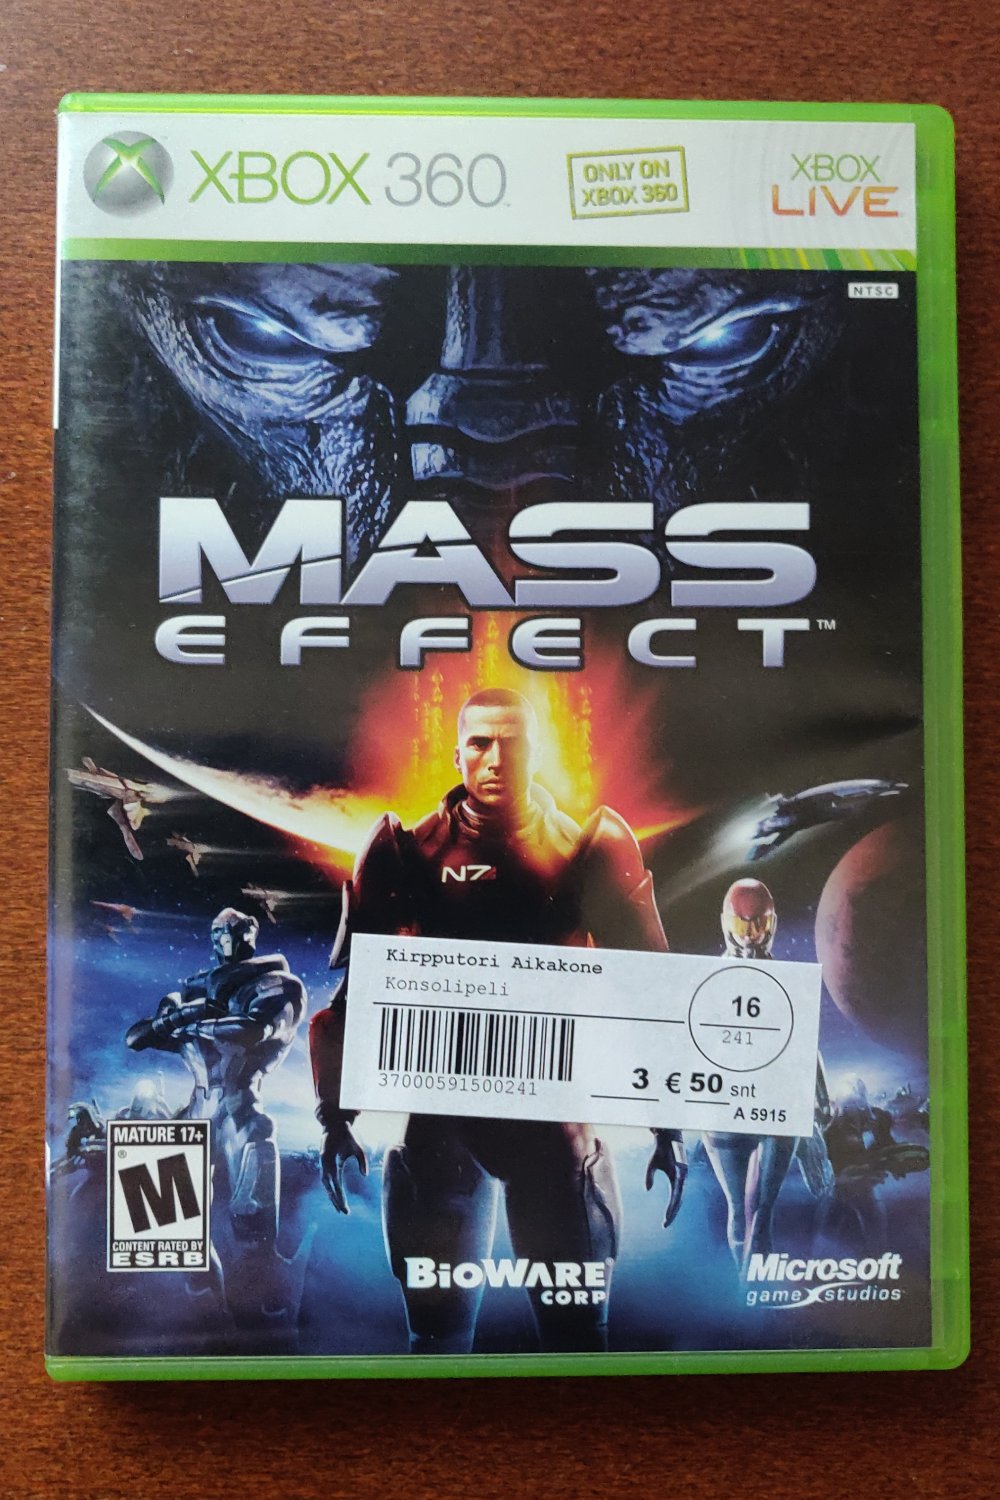 XBOX 360
ONLY ON
XBOX 360
XBOX
LIVE
NTSC
MASS
EFFECT™
N7
Kirpputori Aikakone
Konsolipeli
16
241
37000591500241
3 € 50 snt
A 5915
MATURE 17+
M®
CONTENT RATED BY
ESRB
BIOWARE®
CORP
Microsoft
game studios